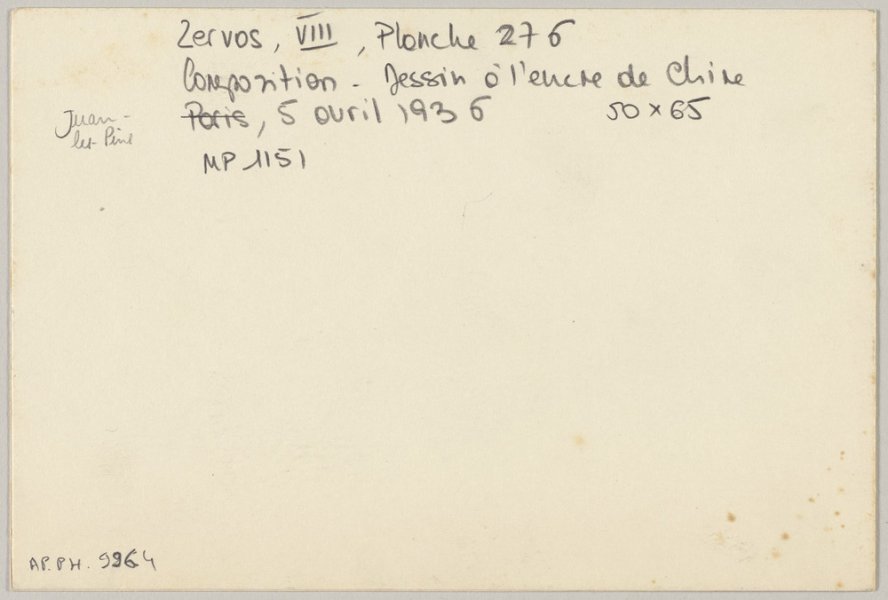 Zervos, VIII, Planche 276
Composition - Dessin à l'encre de Chine
Paris, 5 avril 1936 50 x 65
Juan-
les-Pins
MP 1151
AP.PH. 9964